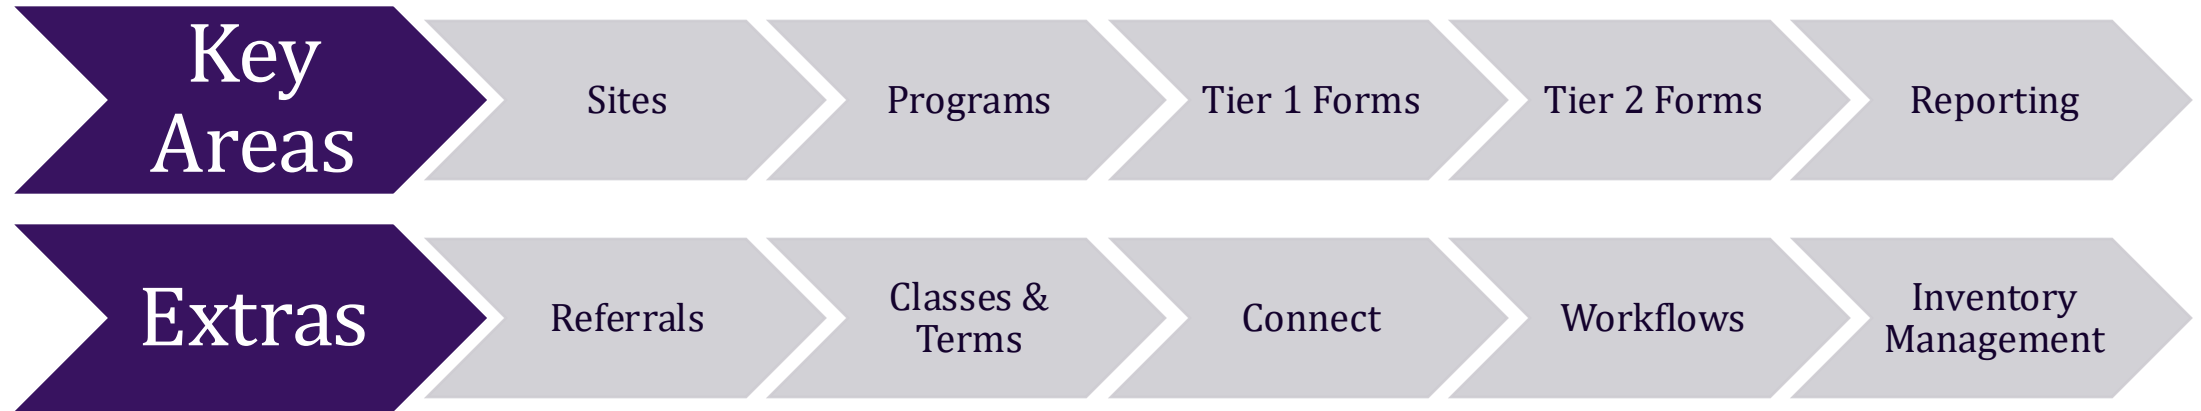 Key
Areas
Sites
Programs
Tier 1 Forms
Tier 2 Forms
Reporting
Extras
Referrals
Classes &
Terms
Connect
Workflows
Inventory
Management